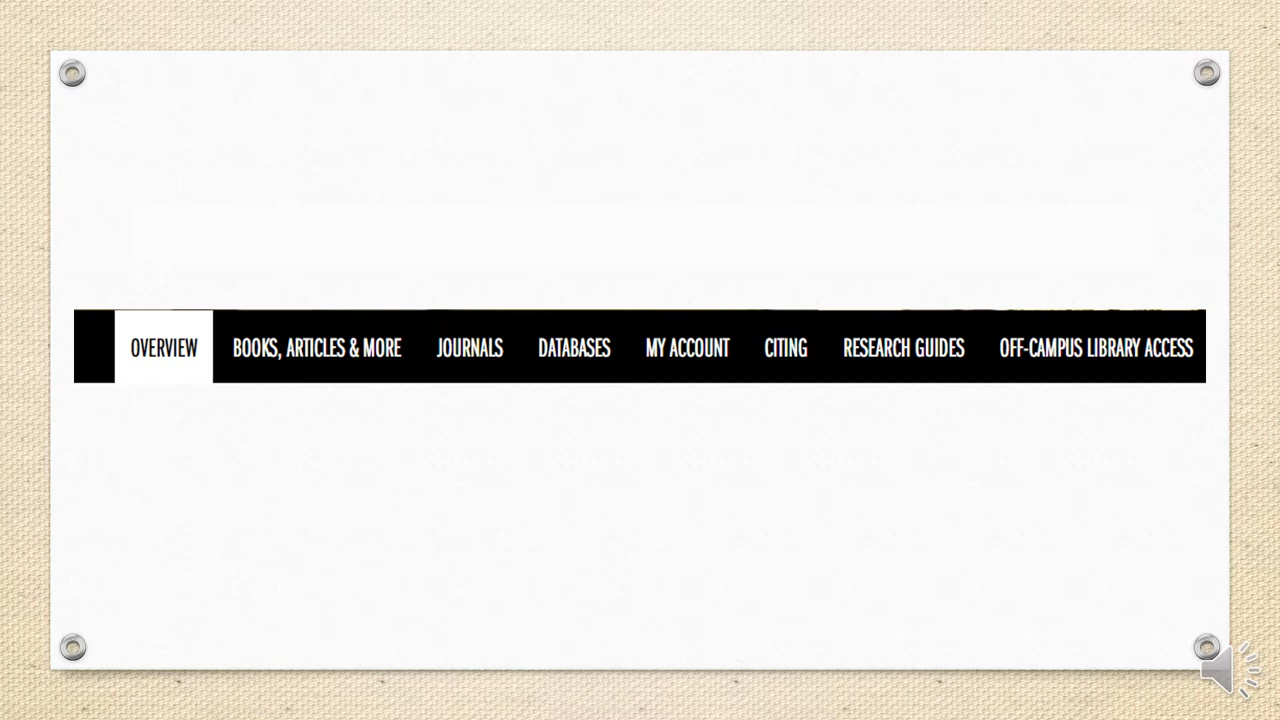 OVERVIEW BOOKS, ARTICLES & MORE JOURNALS DATABASES MY ACCOUNT CITING RESEARCH GUIDES OFF-CAMPUS LIBRARY ACCESS